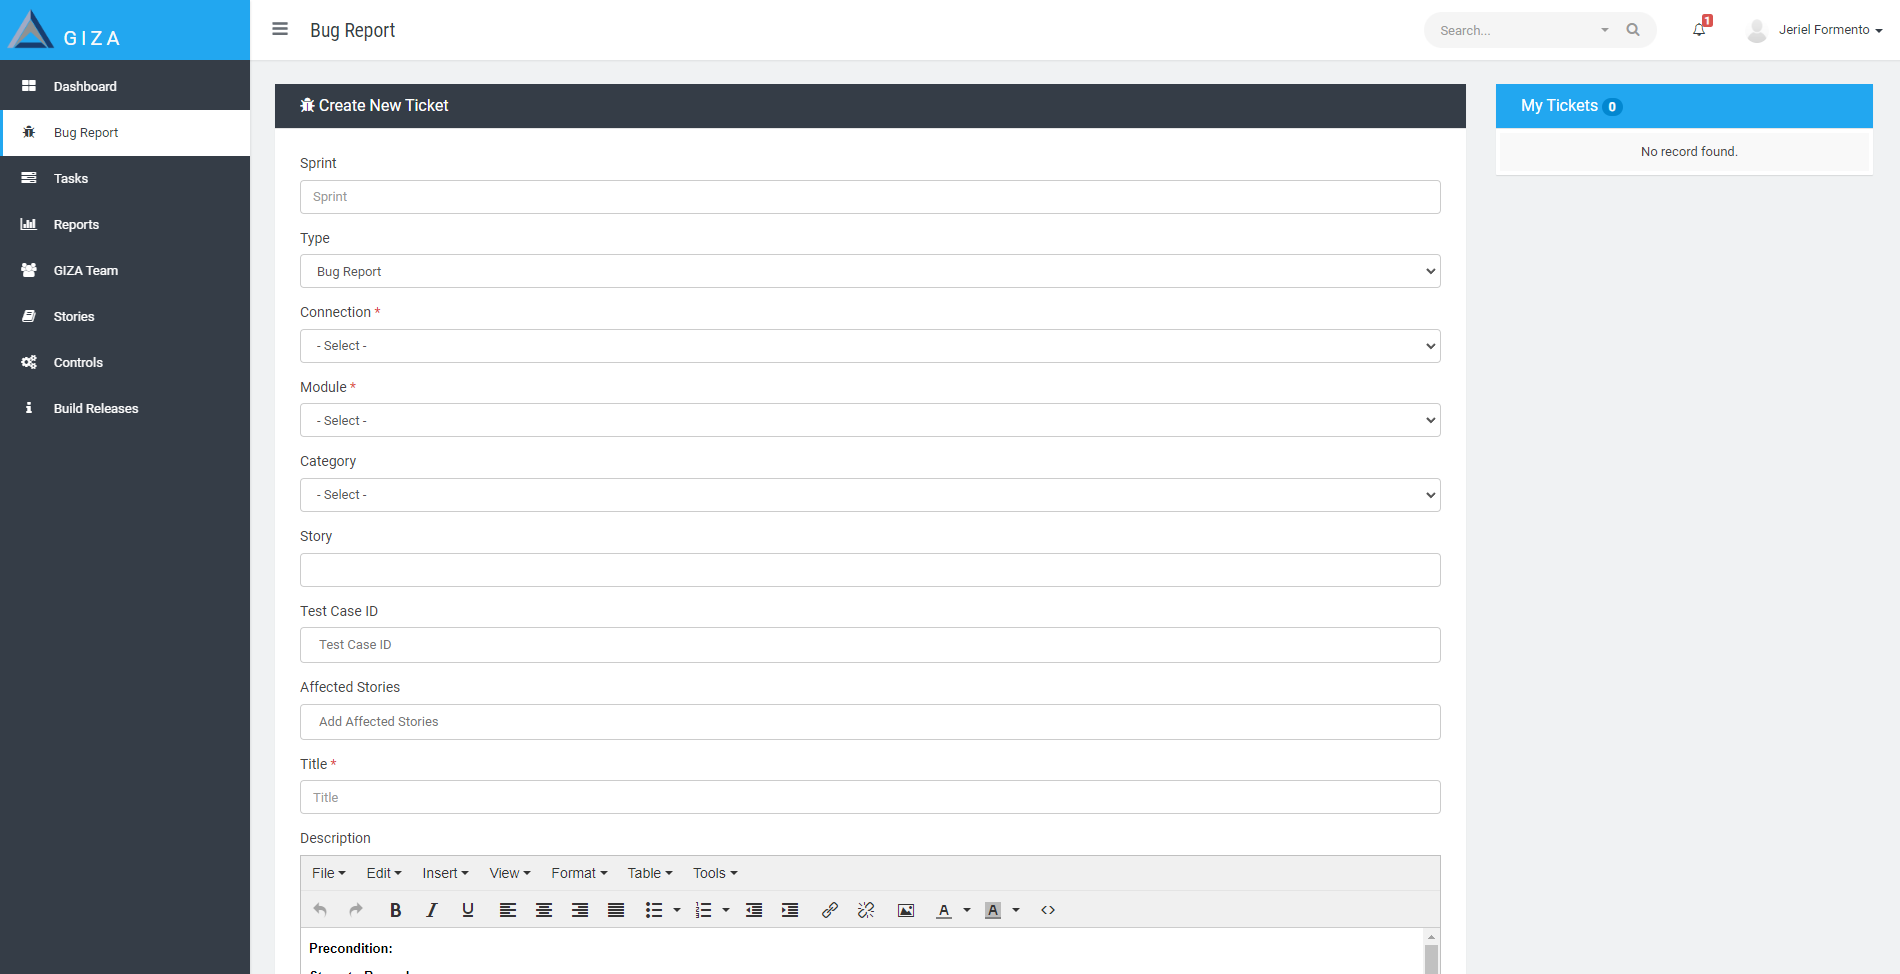 GIZA
Bug Report
Search...
1
Jeriel Formento
Dashboard
Bug Report
Tasks
Reports
GIZA Team
Stories
Controls
Build Releases
Create New Ticket
Sprint
Sprint
Type
Bug Report
Connection *
- Select -
Module *
- Select -
Category
- Select -
Story
Test Case ID
Test Case ID
Affected Stories
Add Affected Stories
Title *
Title
Description
File Edit Insert View Format Table Tools
Precondition:
My Tickets 0
No record found.